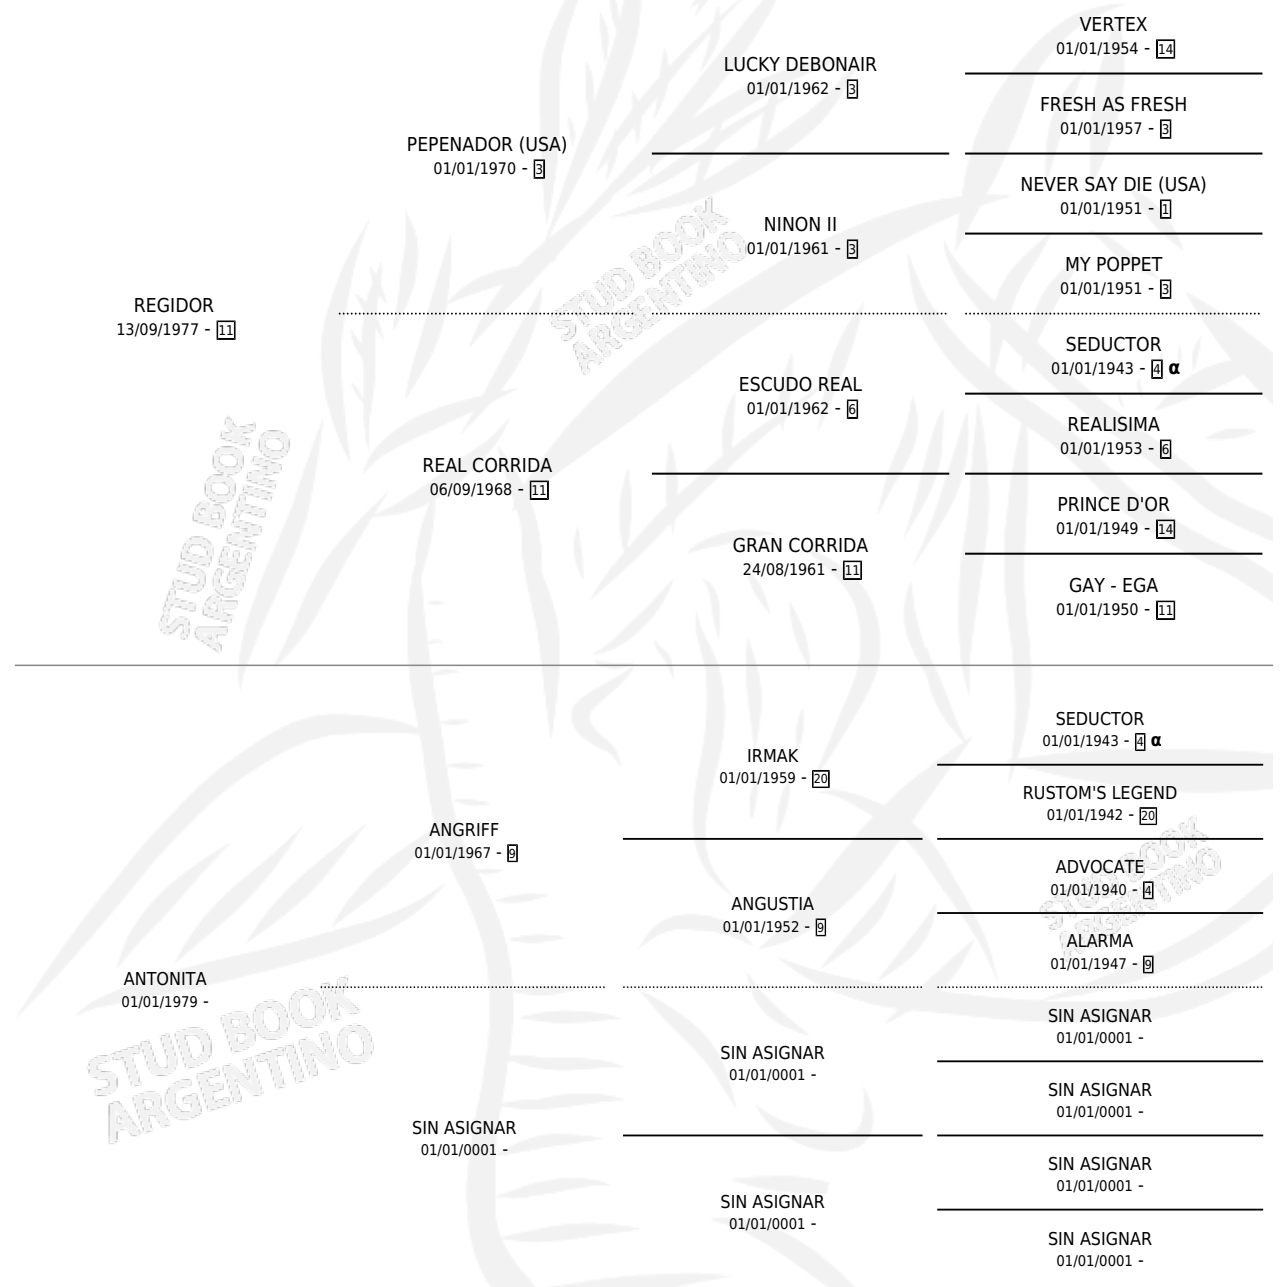 VERTEX
01/01/1954 - 14
LUCKY DEBONAIR
01/01/1962 - 3
FRESH AS FRESH
01/01/1957 - 3
PEPENADOR (USA)
01/01/1970 - 3
NEVER SAY DIE (USA)
01/01/1951 - 1
NINON II
01/01/1961 - 3
MY POPPET
01/01/1951 - 3
REGIDOR
13/09/1977 - 11
SEDUCTOR
01/01/1943 - 4 α
ESCUDO REAL
01/01/1962 - 6
REALISIMA
01/01/1953 - 6
REAL CORRIDA
06/09/1968 - 11
PRINCE D'OR
01/01/1949 - 14
GRAN CORRIDA
24/08/1961 - 11
GAY - EGA
01/01/1950 - 11
SEDUCTOR
01/01/1943 - 4 α
IRMAK
01/01/1959 - 20
RUSTOM'S LEGEND
01/01/1942 - 20
ANGRIFF
01/01/1967 - 9
ADVOCATE
01/01/1940 - 4
ANGUSTIA
01/01/1952 - 9
ALARMA
01/01/1947 - 9
ANTONITA
01/01/1979 -
SIN ASIGNAR
01/01/0001 -
SIN ASIGNAR
01/01/0001 -
SIN ASIGNAR
01/01/0001 -
SIN ASIGNAR
01/01/0001 -
SIN ASIGNAR
01/01/0001 -
SIN ASIGNAR
01/01/0001 -
SIN ASIGNAR
01/01/0001 -
STUD BOOK
ARGENTINO
STUD BOOK
ARGENTINO
STUD BOOK
ARGENTINO
STUD BOOK
ARGENTINO